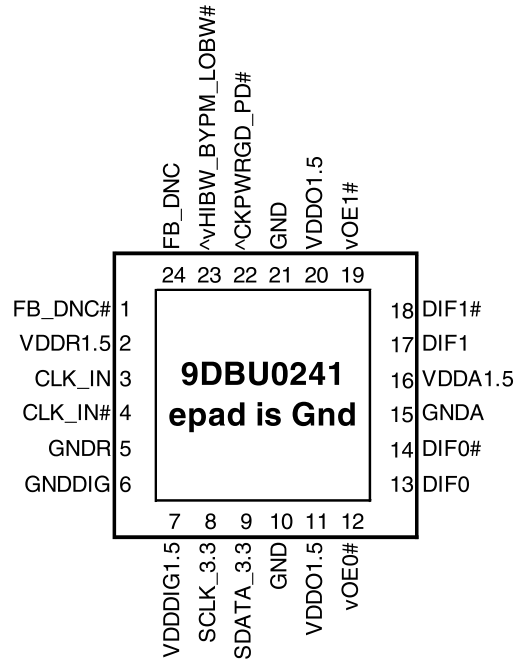 FB_DNC
^vHIBW_BYPM_LOBW#
^CKPWRGD_PD#
GND
VDDO1.5
vOE1#
24 23 22 21 20 19
FB_DNC# 1
VDDR1.5 2
CLK_IN 3
CLK_IN# 4
GNDR 5
GNDDIG 6
9DBU0241
epad is Gnd
18 DIF1#
17 DIF1
16 VDDA1.5
15 GNDA
14 DIF0#
13 DIF0
7 8 9 10 11 12
VDDDIG1.5
SCLK_3.3
SDATA_3.3
GND
VDDO1.5
vOE0#